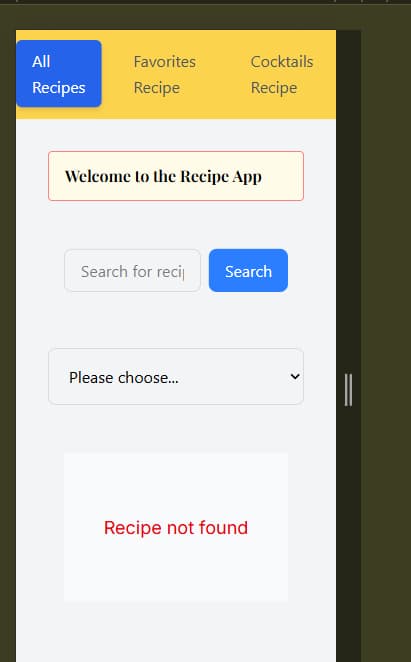 All Favorites Cocktails
Recipes Recipe Recipe
Welcome to the Recipe App
Search for recip Search
Please choose...
Recipe not found